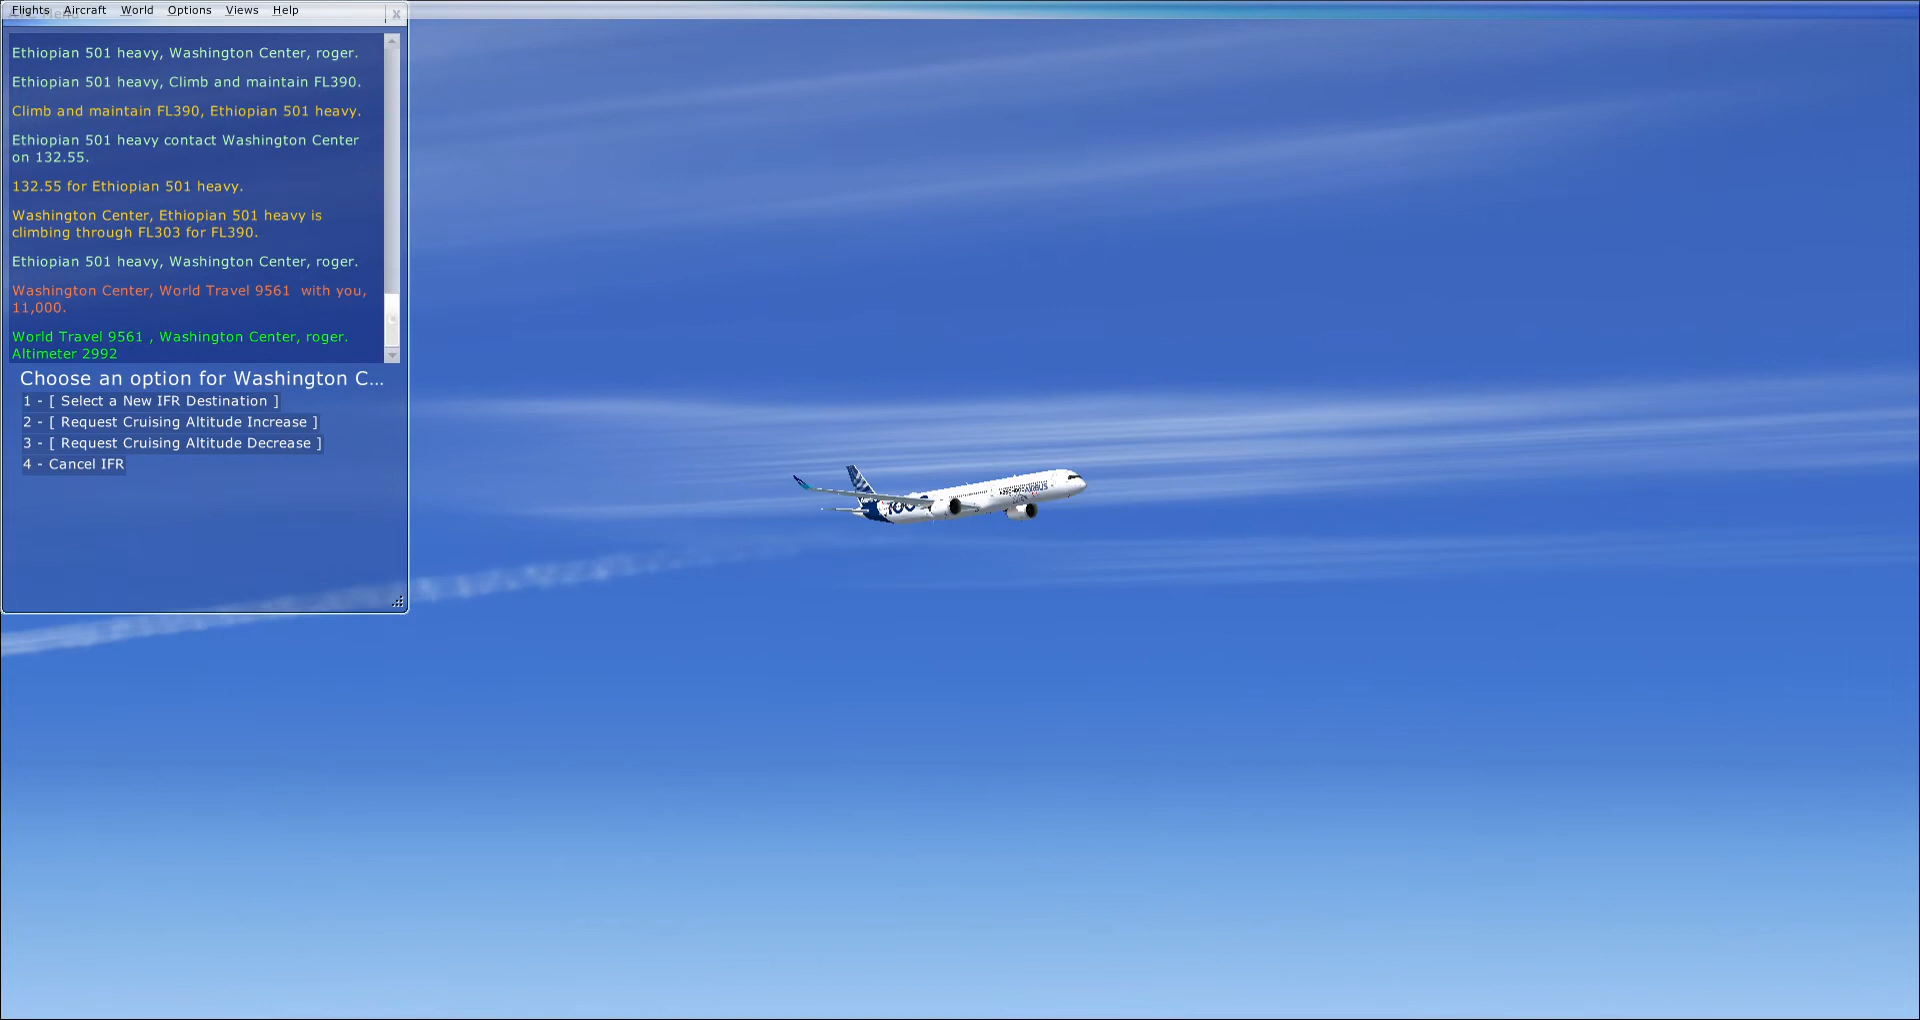 Flights Aircraft World Options Views Help
Ethiopian 501 heavy, Washington Center, roger.
Ethiopian 501 heavy, Climb and maintain FL390.
Climb and maintain FL390, Ethiopian 501 heavy.
Ethiopian 501 heavy contact Washington Center
on 132.55.
132.55 for Ethiopian 501 heavy.
Washington Center, Ethiopian 501 heavy is
climbing through FL303 for FL390.
Ethiopian 501 heavy, Washington Center, roger.
Washington Center, World Travel 9561  with you,
11,000.
World Travel 9561 , Washington Center, roger.
Altimeter 2992
Choose an option for Washington C...
1 - [ Select a New IFR Destination ]
2 - [ Request Cruising Altitude Increase ]
3 - [ Request Cruising Altitude Decrease ]
4 - Cancel IFR